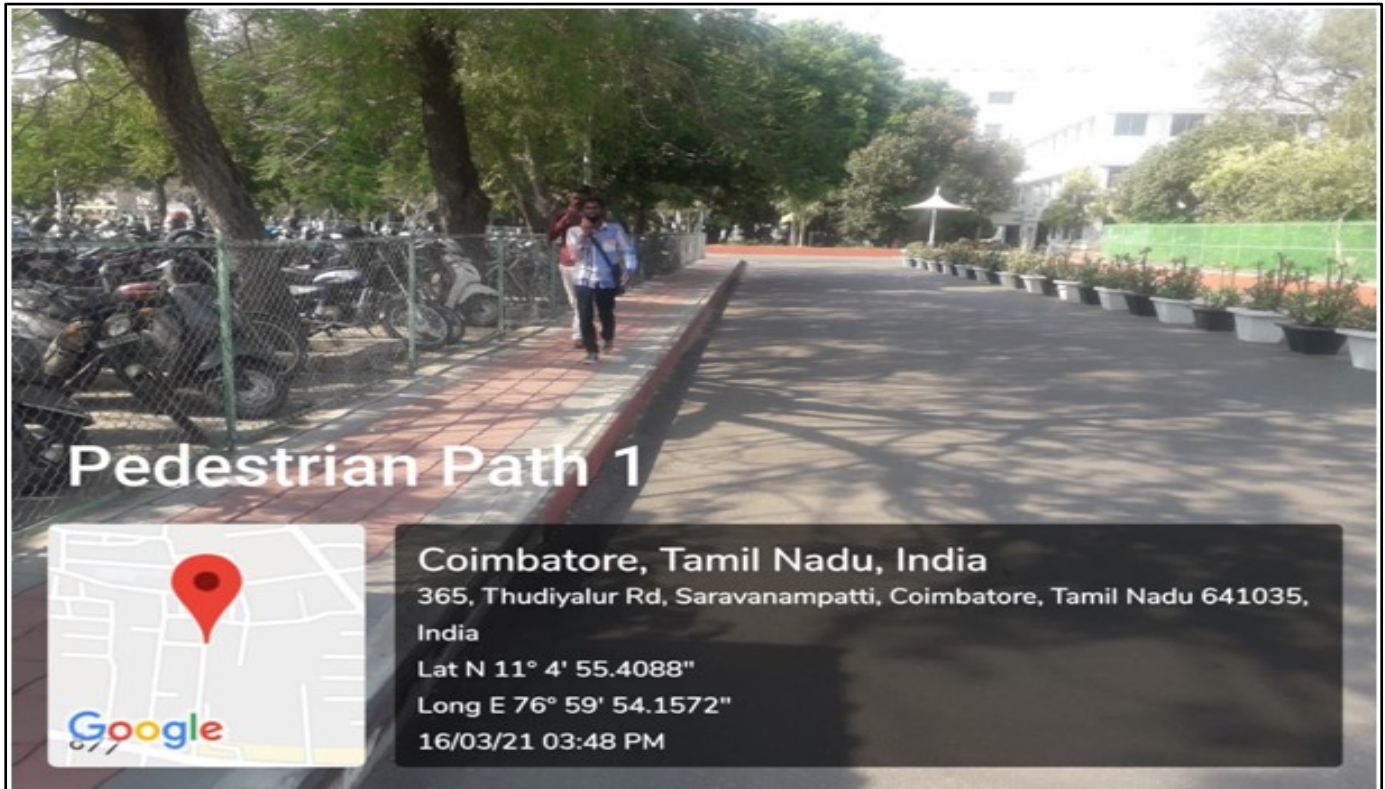 Pedestrian Path 1
Coimbatore, Tamil Nadu, India
365, Thudiyalur Rd, Saravanampatti, Coimbatore, Tamil Nadu 641035,
India
Lat N 11° 4' 55.4088"
Long E 76° 59' 54.1572"
16/03/21 03:48 PM
Google